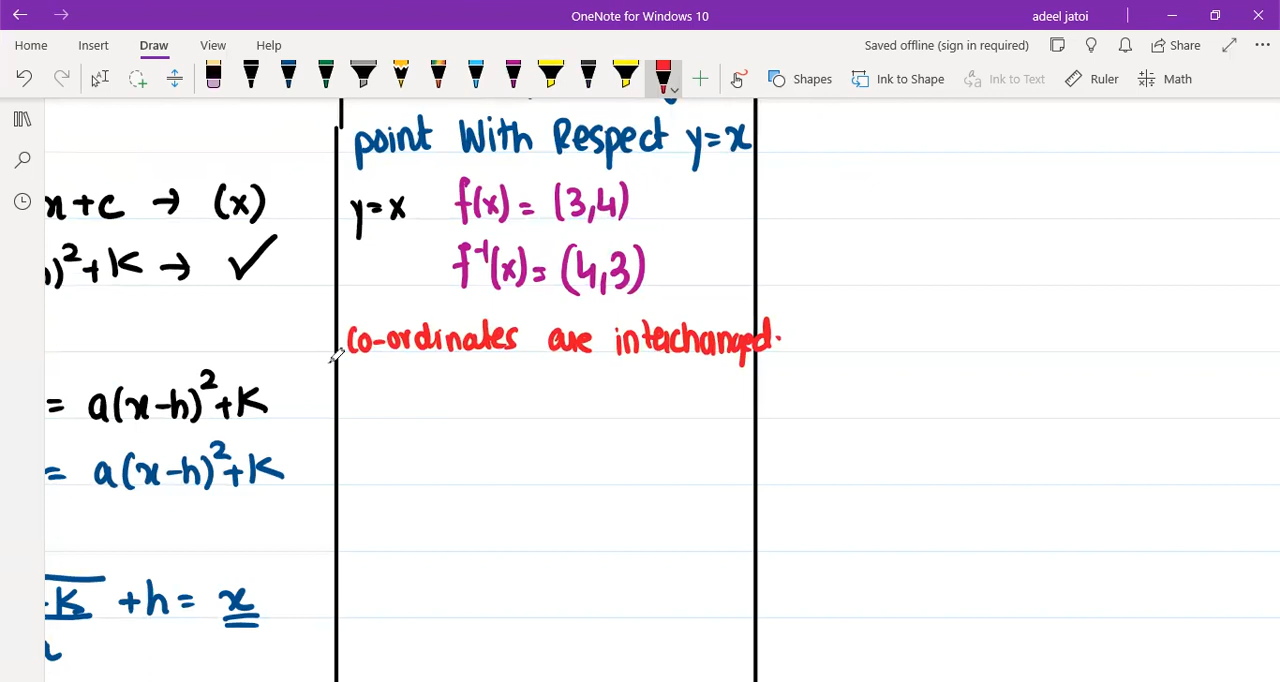 OneNote for Windows 10
adeel jatoi
Home Insert Draw View Help
Saved offline (sign in required)
Share
Shapes
Ink to Shape
Ink to Text
Ruler
Math
point With Respect y=x
x+c → (x)
)²+K → ✓
= a(x-h)²+K
= a(x-h)²+K
-K +h= x
y=x f(x) = (3,4)
f⁻¹(x) = (4,3)
Co-ordinates are interchanged.